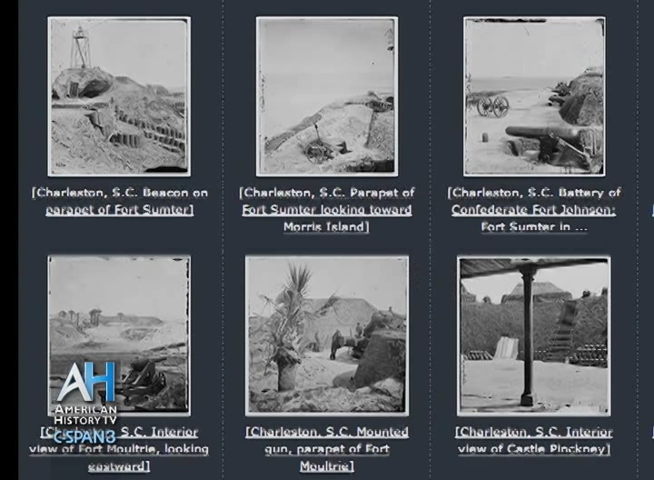 [Charleston, S.C. Beacon on
parapet of Fort Sumter]
[Charleston, S.C. Parapet of
Fort Sumter looking toward
Morris Island]
[Charleston, S.C. Battery of
Confederate Fort Johnson;
Fort Sumter in ...
AH
AMERICAN
HISTORY TV
C-SPAN3
S.C. Interior
view of Fort Moultrie, looking
eastward]
[Charleston, S.C. Mounted
gun, parapet of Fort
Moultrie]
[Charleston, S.C. Interior
view of Castle Pinckney]